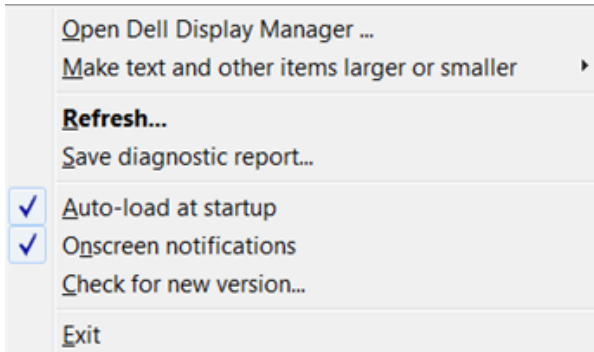 Open Dell Display Manager ...
Make text and other items larger or smaller
Refresh...
Save diagnostic report...
Auto-load at startup
Onscreen notifications
Check for new version...
Exit